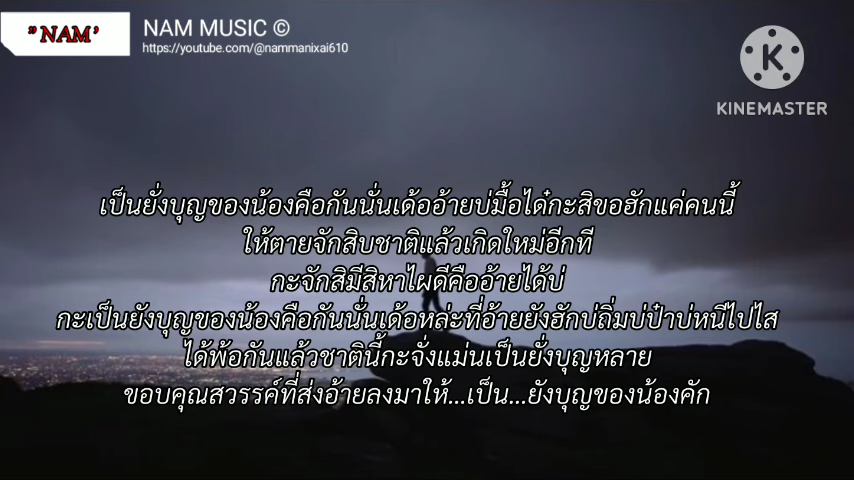 "NAM'
NAM MUSIC ©
https://youtube.com/@nammanixai610
KINEMASTER
เป็นยั่งบุญของน้องคือกันนั่นเด้ออ้ายบ่มื้อได๋กะสิขอฮักแค่คนนี้
ให้ตายจักสิบชาติแล้วเกิดใหม่อีกที
กะจักสิมีสิหาไผดีคืออ้ายได้บ่
กะเป็นยังบุญของน้องคือกันนั่นเด้อหล่ะที่อ้ายยังฮักบ่ถิ่มบ่ป๋าบ่หนีไปไส
ได้พ้อกันแล้วชาตินี้กะจั่งแม่นเป็นยั่งบุญหลาย
ขอบคุณสวรรค์ที่ส่งอ้ายลงมาให้...เป็น...ยังบุญของน้องคัก